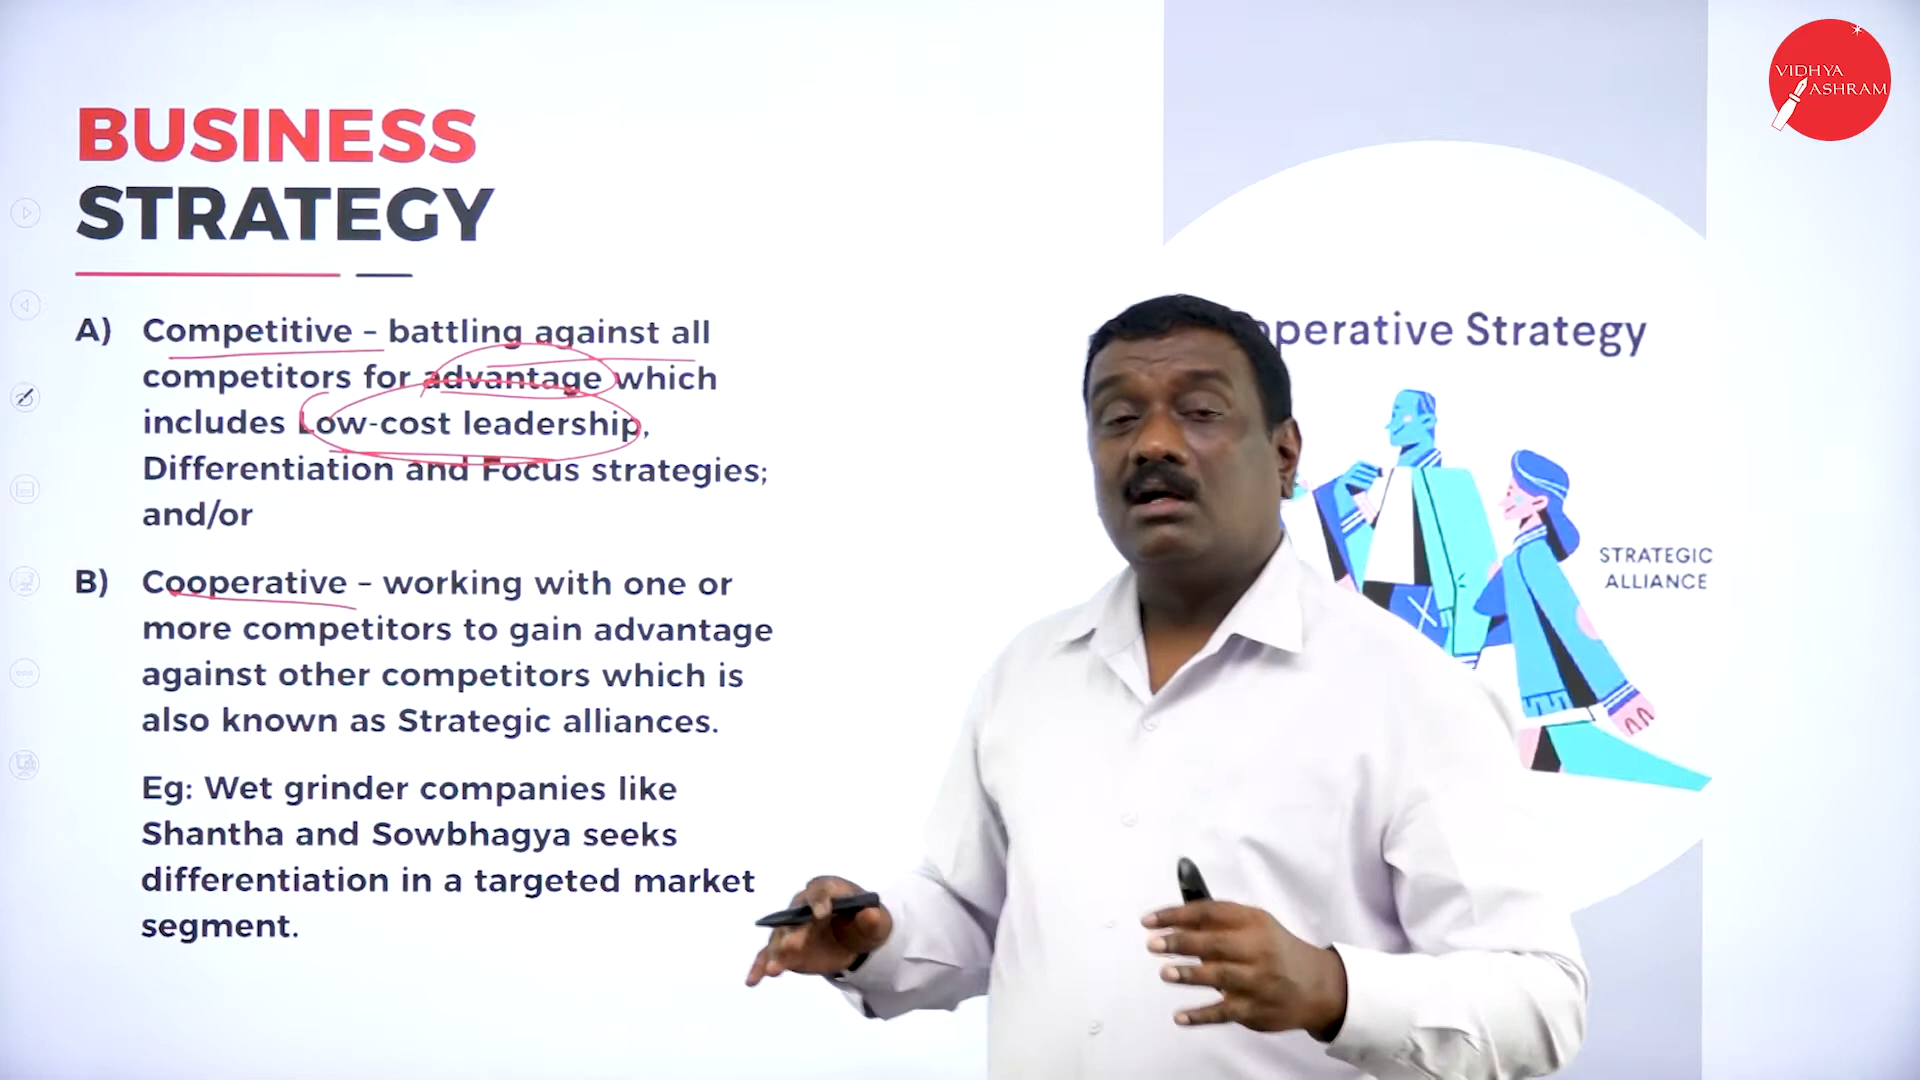 VIDHYA
ASHRAM
BUSINESS
STRATEGY
A) Competitive – battling against all
competitors for advantage which
includes Low-cost leadership,
Differentiation and Focus strategies;
and/or
B) Cooperative – working with one or
more competitors to gain advantage
against other competitors which is
also known as Strategic alliances.
Eg: Wet grinder companies like
Shantha and Sowbhagya seeks
differentiation in a targeted market
segment.
Strategy
STRATEGIC
ALLIANCE